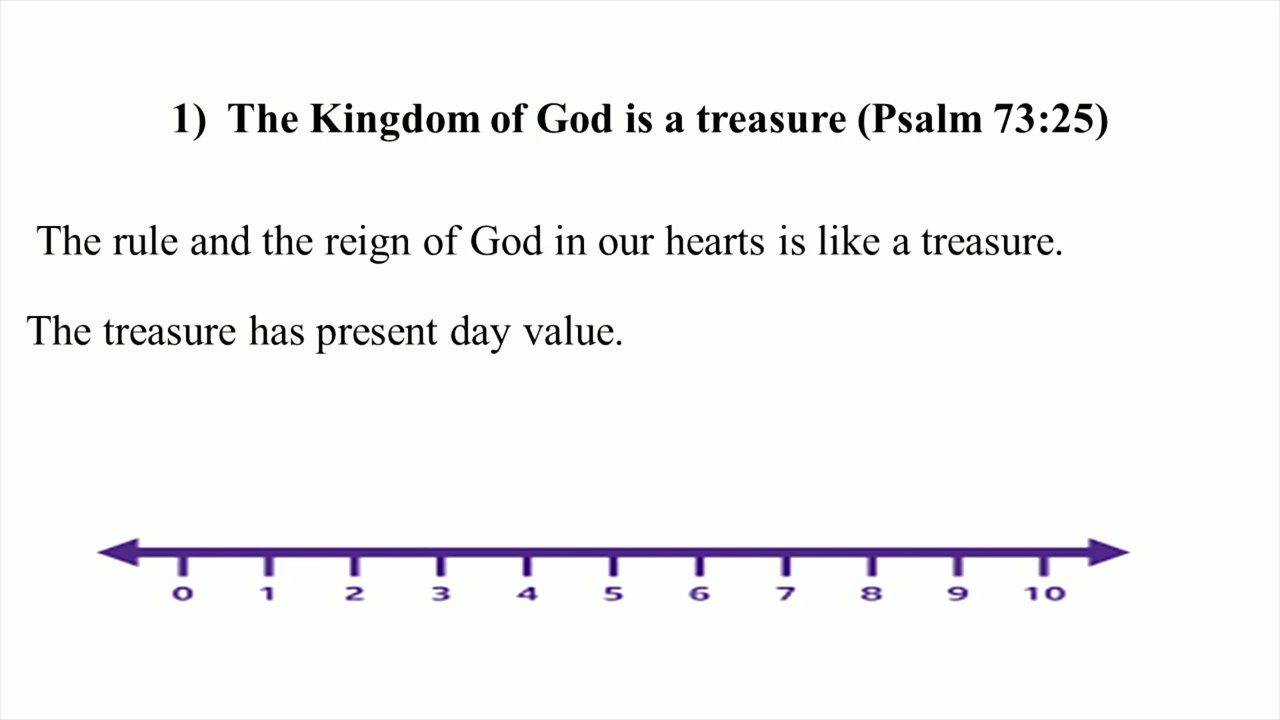 1) The Kingdom of God is a treasure (Psalm 73:25)
The rule and the reign of God in our hearts is like a treasure.
The treasure has present day value.
0 1 2 3 4 5 6 7 8 9 10